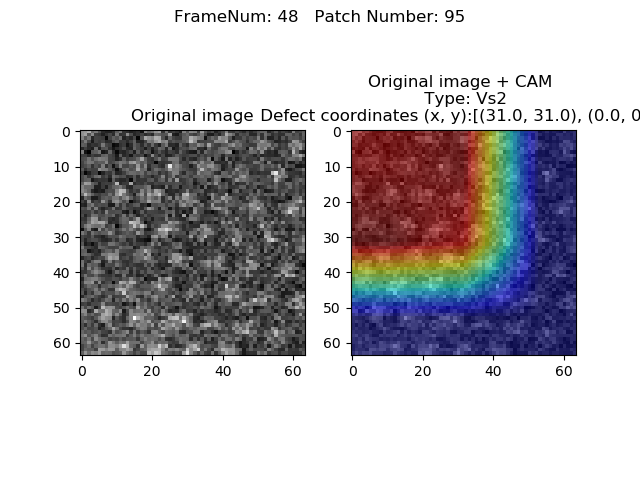 FrameNum: 48   Patch Number: 95
Original image + CAM
Type: Vs2
Original image
Defect coordinates (x, y):[(31.0, 31.0), (0.0, 0
0
10
20
30
40
50
60
0 20 40 60
0
10
20
30
40
50
60
0 20 40 60